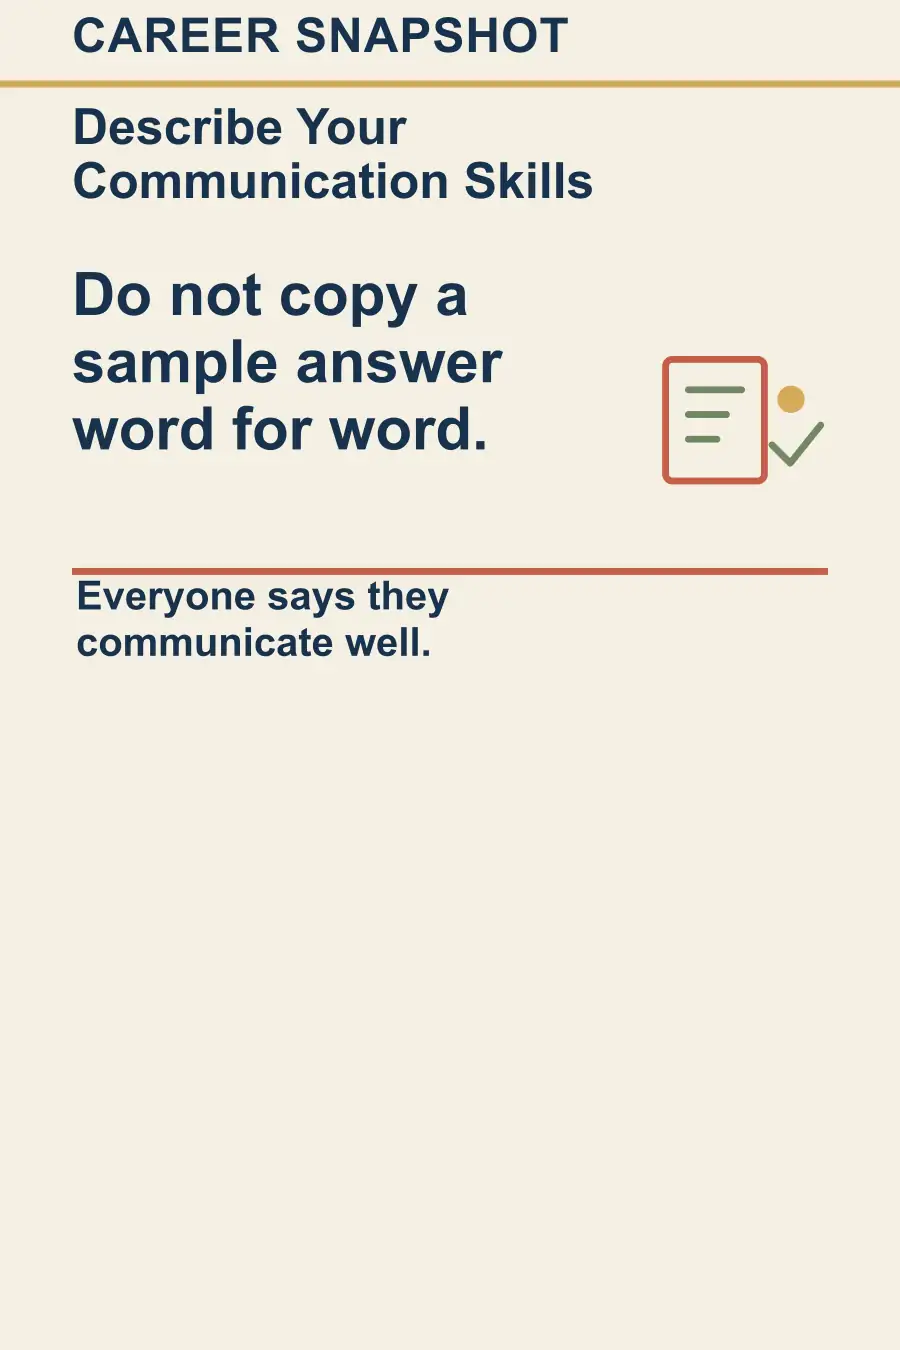 CAREER SNAPSHOT
Describe Your
Communication Skills
Do not copy a
sample answer
word for word.
Everyone says they
communicate well.